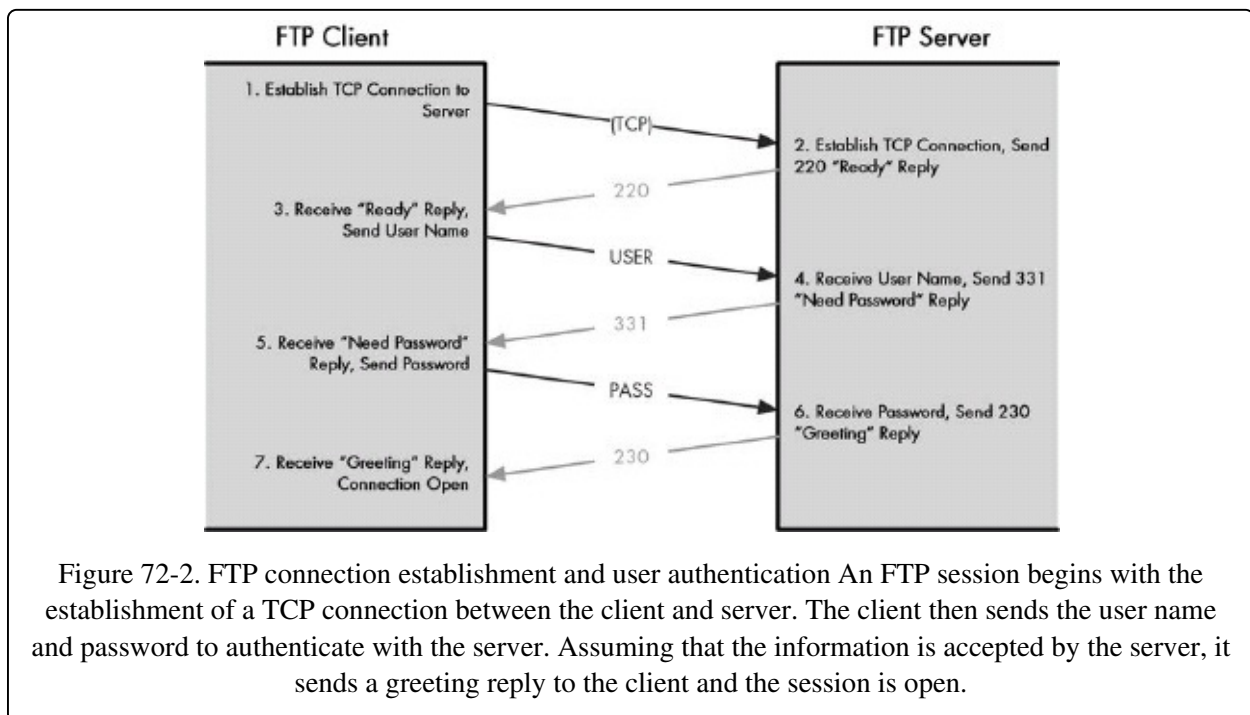 FTP Client
FTP Server
1. Establish TCP Connection to
Server
(TCP)
2. Establish TCP Connection, Send
220 "Ready" Reply
220
3. Receive "Ready" Reply,
Send User Name
USER
4. Receive User Name, Send 331
"Need Password" Reply
331
5. Receive "Need Password"
Reply, Send Password
PASS
6. Receive Password, Send 230
"Greeting" Reply
230
7. Receive "Greeting" Reply,
Connection Open
Figure 72-2. FTP connection establishment and user authentication An FTP session begins with the
establishment of a TCP connection between the client and server. The client then sends the user name
and password to authenticate with the server. Assuming that the information is accepted by the server, it
sends a greeting reply to the client and the session is open.